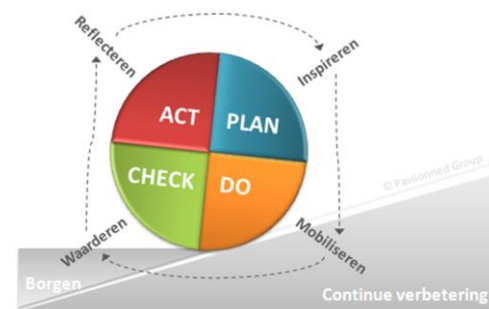 Reflecteren
Inspireren
ACT
PLAN
CHECK
DO
© Passionned Group
Waarderen
Mobiliseren
Borgen
Continue verbetering